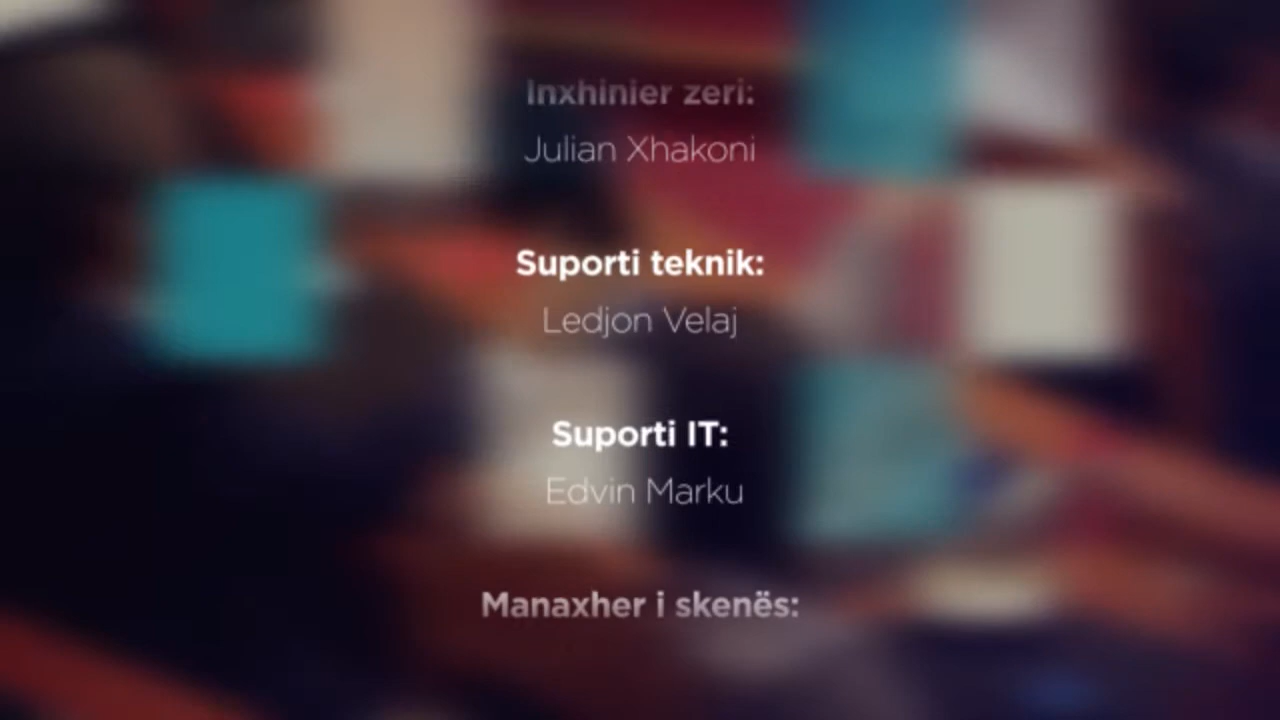 Inxhinier zeri:
Julian Xhakoni
Suporti teknik:
Ledjon Velaj
Suporti IT:
Edvin Marku
Manaxher i skenës: